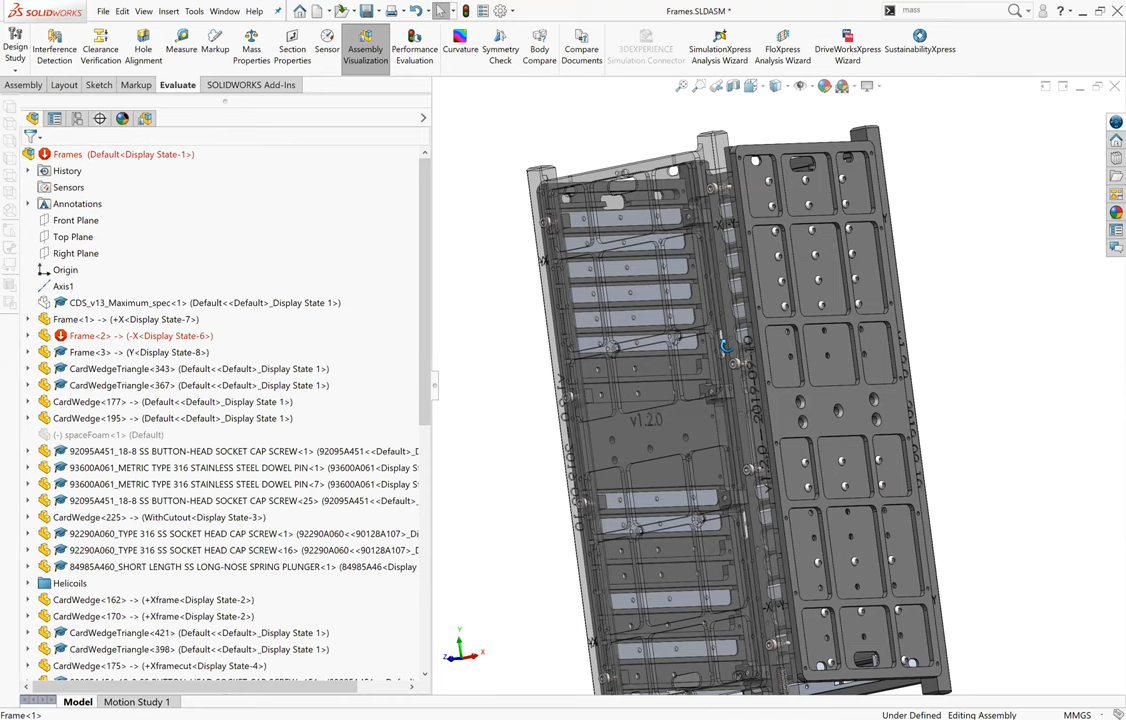 SOLIDWORKS
File Edit View Insert Tools Window Help
Frames.SLDASM *
mass
Design Study
Interference Detection
Clearance Verification
Hole Alignment
Measure
Markup
Mass Properties
Section Properties
Sensor
Assembly Visualization
Performance Evaluation
Curvature
Symmetry Check
Body Compare
Compare Documents
3DEXPERIENCE Simulation Connector
SimulationXpress Analysis Wizard
FloXpress Analysis Wizard
DriveWorksXpress Wizard
SustainabilityXpress
Assembly Layout Sketch Markup Evaluate SOLIDWORKS Add-Ins
Frames (Default<Display State-1>)
History
Sensors
Annotations
Front Plane
Top Plane
Right Plane
Origin
Axis1
CDS_v13_Maximum_spec<1> (Default<<Default>_Display State 1>)
Frame<1> -> (+X<Display State-7>)
Frame<2> -> (-X<Display State-6>)
Frame<3> -> (Y<Display State-8>)
CardWedgeTriangle<343> (Default<<Default>_Display State 1>)
CardWedgeTriangle<367> (Default<<Default>_Display State 1>)
CardWedge<177> -> (Default<<Default>_Display State 1>)
CardWedge<195> -> (Default<<Default>_Display State 1>)
(-) spaceFoam<1> (Default)
92095A451_18-8 SS BUTTON-HEAD SOCKET CAP SCREW<1> (92095A451<<Default>_Display S
93600A061_METRIC TYPE 316 STAINLESS STEEL DOWEL PIN<1> (93600A061<Display Stat
93600A061_METRIC TYPE 316 STAINLESS STEEL DOWEL PIN<7> (93600A061<Display Stat
92095A451_18-8 SS BUTTON-HEAD SOCKET CAP SCREW<25> (92095A451<<Default>_Displa
CardWedge<225> (WithCutout<Display State-3>)
92290A060_TYPE 316 SS SOCKET HEAD CAP SCREW<1> (92290A060<<90128A107>_Display
92290A060_TYPE 316 SS SOCKET HEAD CAP SCREW<16> (92290A060<<90128A107>_Displa
84985A460_SHORT LENGTH SS LONG-NOSE SPRING PLUNGER<1> (84985A46<Display
Helicoils
CardWedge<162> -> (+Xframe<Display State-2>)
CardWedge<170> -> (+Xframe<Display State-2>)
CardWedgeTriangle<421> (Default<<Default>_Display State 1>)
CardWedgeTriangle<398> (Default<<Default>_Display State 1>)
CardWedge<175> -> (+Xframecut<Display State-4>)
v1.2.0
Y
X
Z
Model Motion Study 1
Frame<1>
Under Defined Editing Assembly MMGS